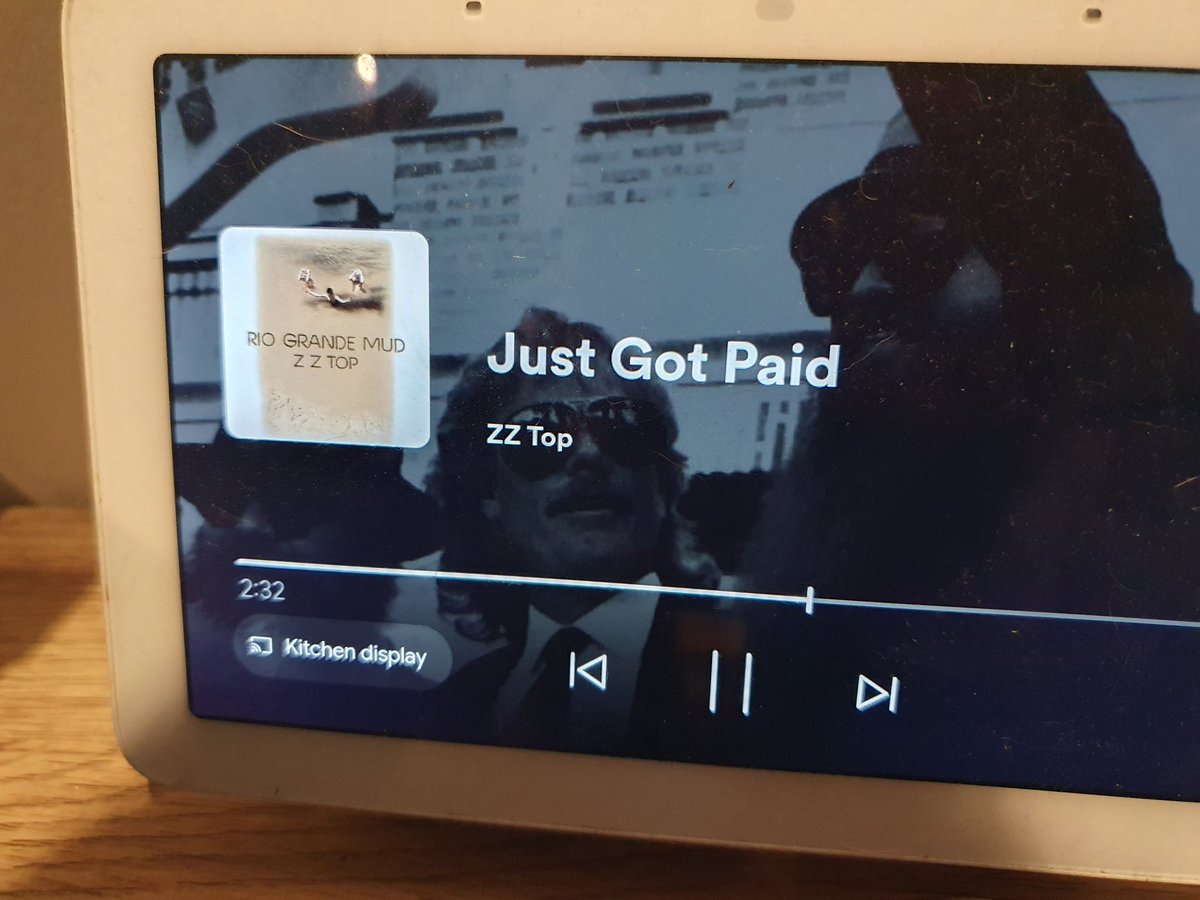 RIO GRANDE MUD
Z Z TOP
Just Got Paid
ZZ Top
2:32
Kitchen display